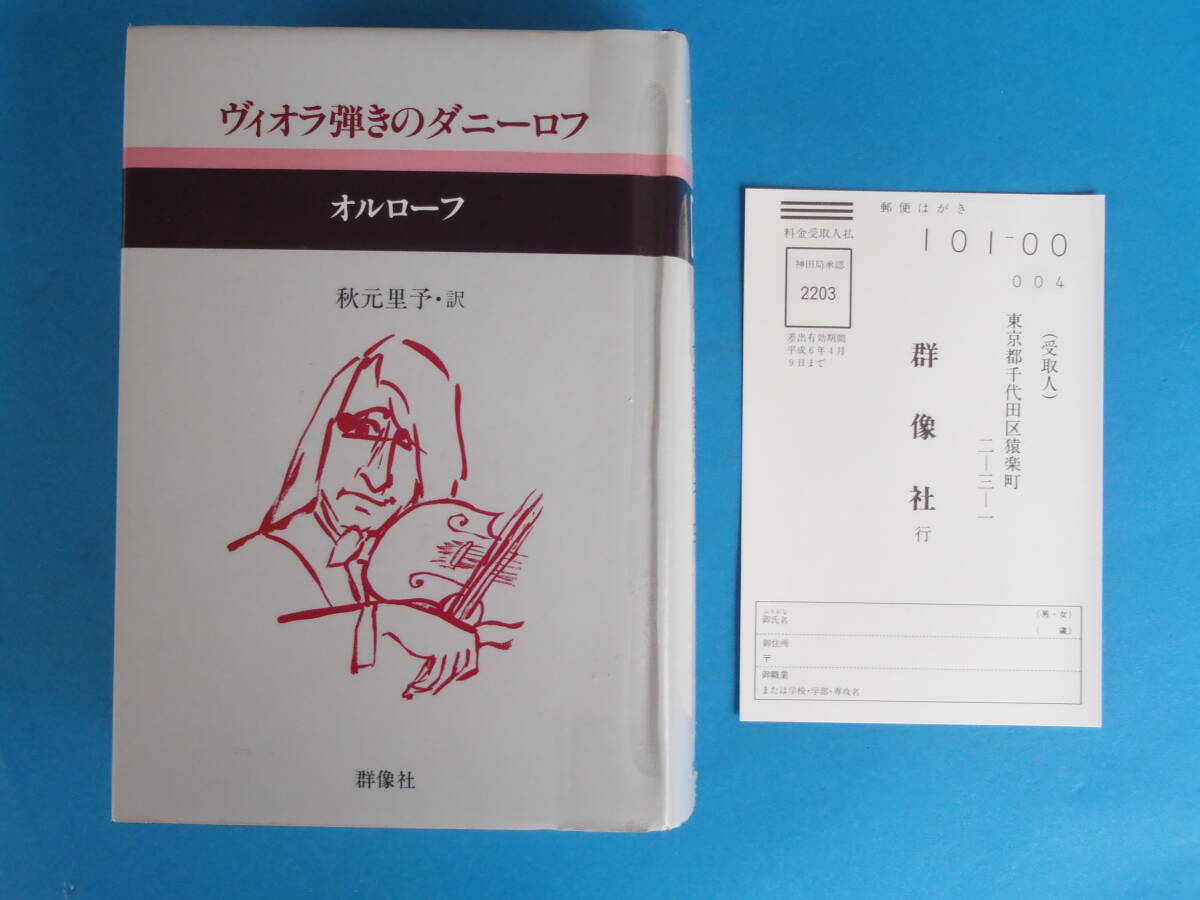 ヴィオラ弾きのダニーロフ
オルローフ
秋元里予・訳
群像社
郵便はがき
101-00
004
料金受取人払
神田局承認
2203
差出有効期間
平成6年4月
9日まで
(受取人)
東京都千代田区猿楽町
二―三―一
群像社行
ふりがな
御氏名
(男・女)
(歳)
御住所
〒
御職業
または学校・学部・専攻名